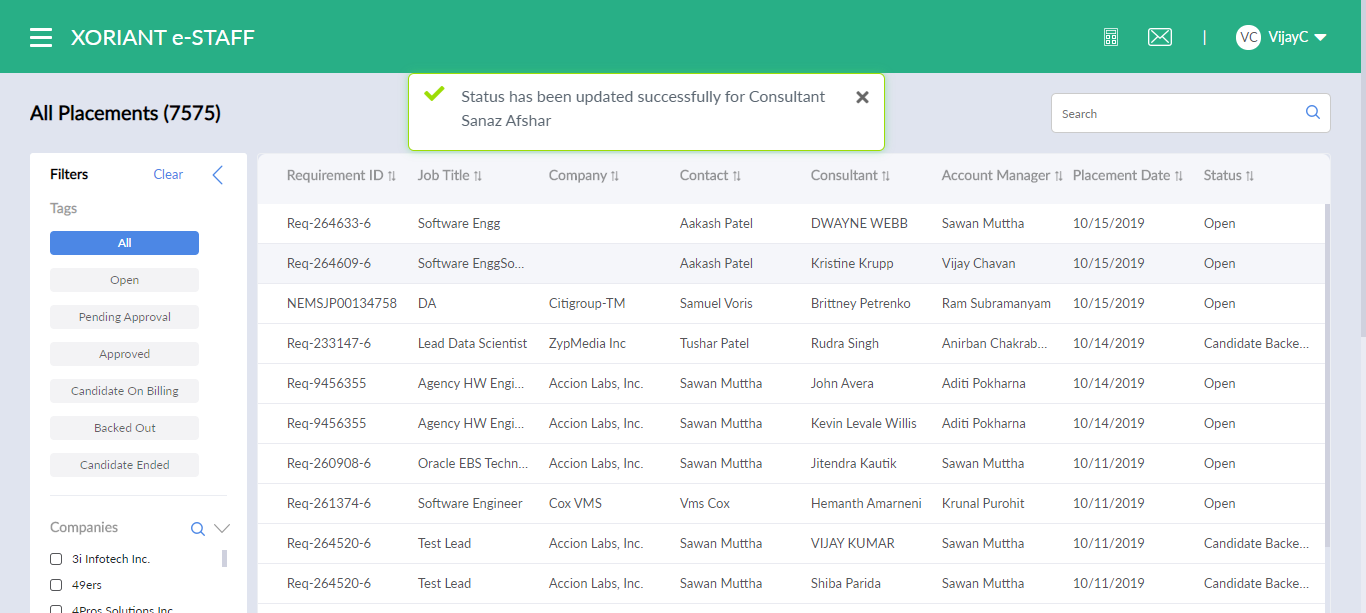 XORIANT e-STAFF
|
VC VijayC
Status has been updated successfully for Consultant
Sanaz Afshar
All Placements (7575)
Search
Filters Clear
Tags
All
Open
Pending Approval
Approved
Candidate On Billing
Backed Out
Candidate Ended
Companies
3i Infotech Inc.
49ers
4Pros Solutions Inc
Requirement ID Job Title Company Contact Consultant Account Manager Placement Date Status
Req-264633-6 Software Engg Aakash Patel DWAYNE WEBB Sawan Muttha 10/15/2019 Open
Req-264609-6 Software EnggSo... Aakash Patel Kristine Krupp Vijay Chavan 10/15/2019 Open
NEMSJP00134758 DA Citigroup-TM Samuel Voris Brittney Petrenko Ram Subramanyam 10/15/2019 Open
Req-233147-6 Lead Data Scientist ZypMedia Inc Tushar Patel Rudra Singh Anirban Chakrab... 10/14/2019 Candidate Backe...
Req-9456355 Agency HW Engi... Accion Labs, Inc. Sawan Muttha John Avera Aditi Pokharna 10/14/2019 Open
Req-9456355 Agency HW Engi... Accion Labs, Inc. Sawan Muttha Kevin Levale Willis Aditi Pokharna 10/14/2019 Open
Req-260908-6 Oracle EBS Techn... Accion Labs, Inc. Sawan Muttha Jitendra Kautik Sawan Muttha 10/11/2019 Open
Req-261374-6 Software Engineer Cox VMS Vms Cox Hemanth Amarneni Krunal Purohit 10/11/2019 Open
Req-264520-6 Test Lead Accion Labs, Inc. Sawan Muttha VIJAY KUMAR Sawan Muttha 10/11/2019 Candidate Backe...
Req-264520-6 Test Lead Accion Labs, Inc. Sawan Muttha Shiba Parida Sawan Muttha 10/11/2019 Candidate Backe...